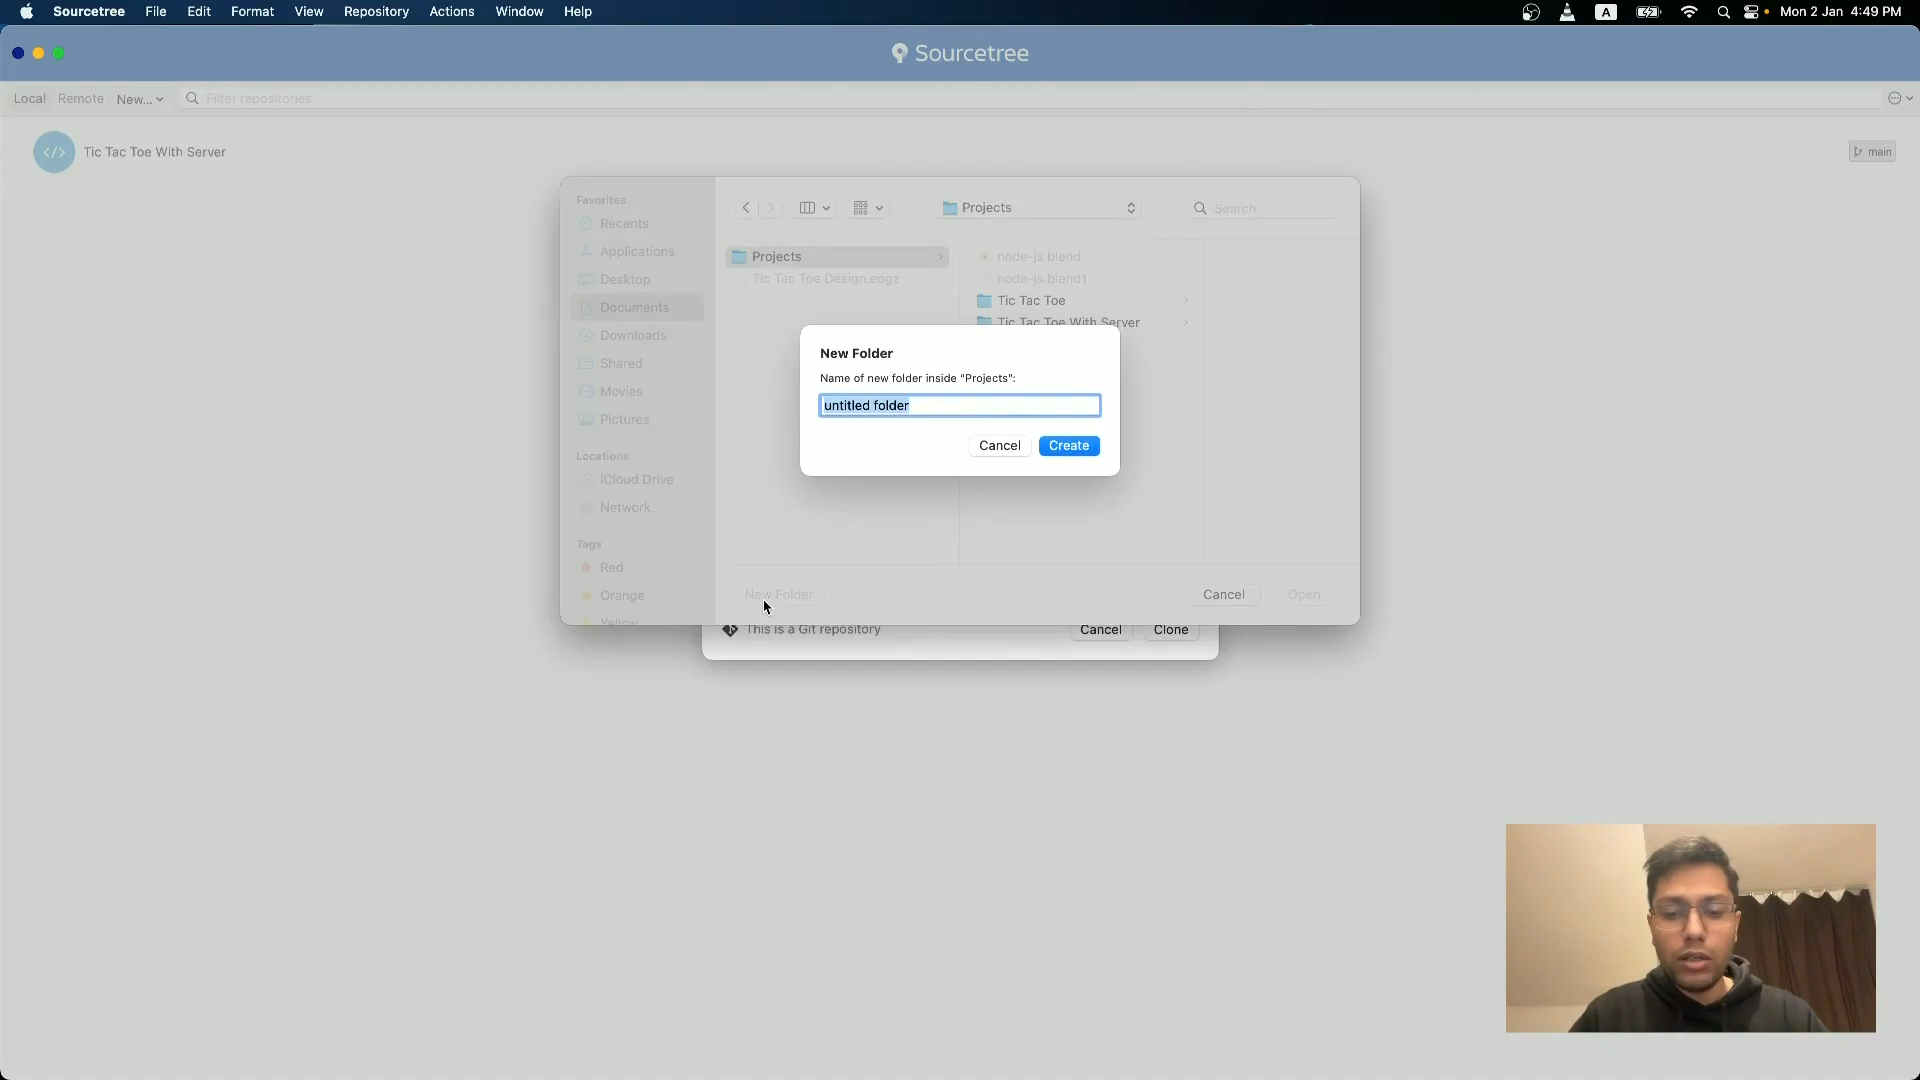 Sourcetree File Edit Format View Repository Actions Window Help A Mon 2 Jan 4:49 PM
Sourcetree
Local Remote New... Filter repositories
</> Tic Tac Toe With Server main
Favorites
Recents
Applications
Desktop
Documents
Downloads
Shared
Movies
Pictures
Locations
iCloud Drive
Network
Tags
Red
Orange
Yellow
Projects Search
Projects
Tic Tac Toe Design.epgz
node-js.blend
node-js.blend1
Tic Tac Toe
Tic Tac Toe With Server
New Folder
Name of new folder inside “Projects”:
untitled folder
Cancel Create
New Folder Cancel Open
This is a Git repository Cancel Clone